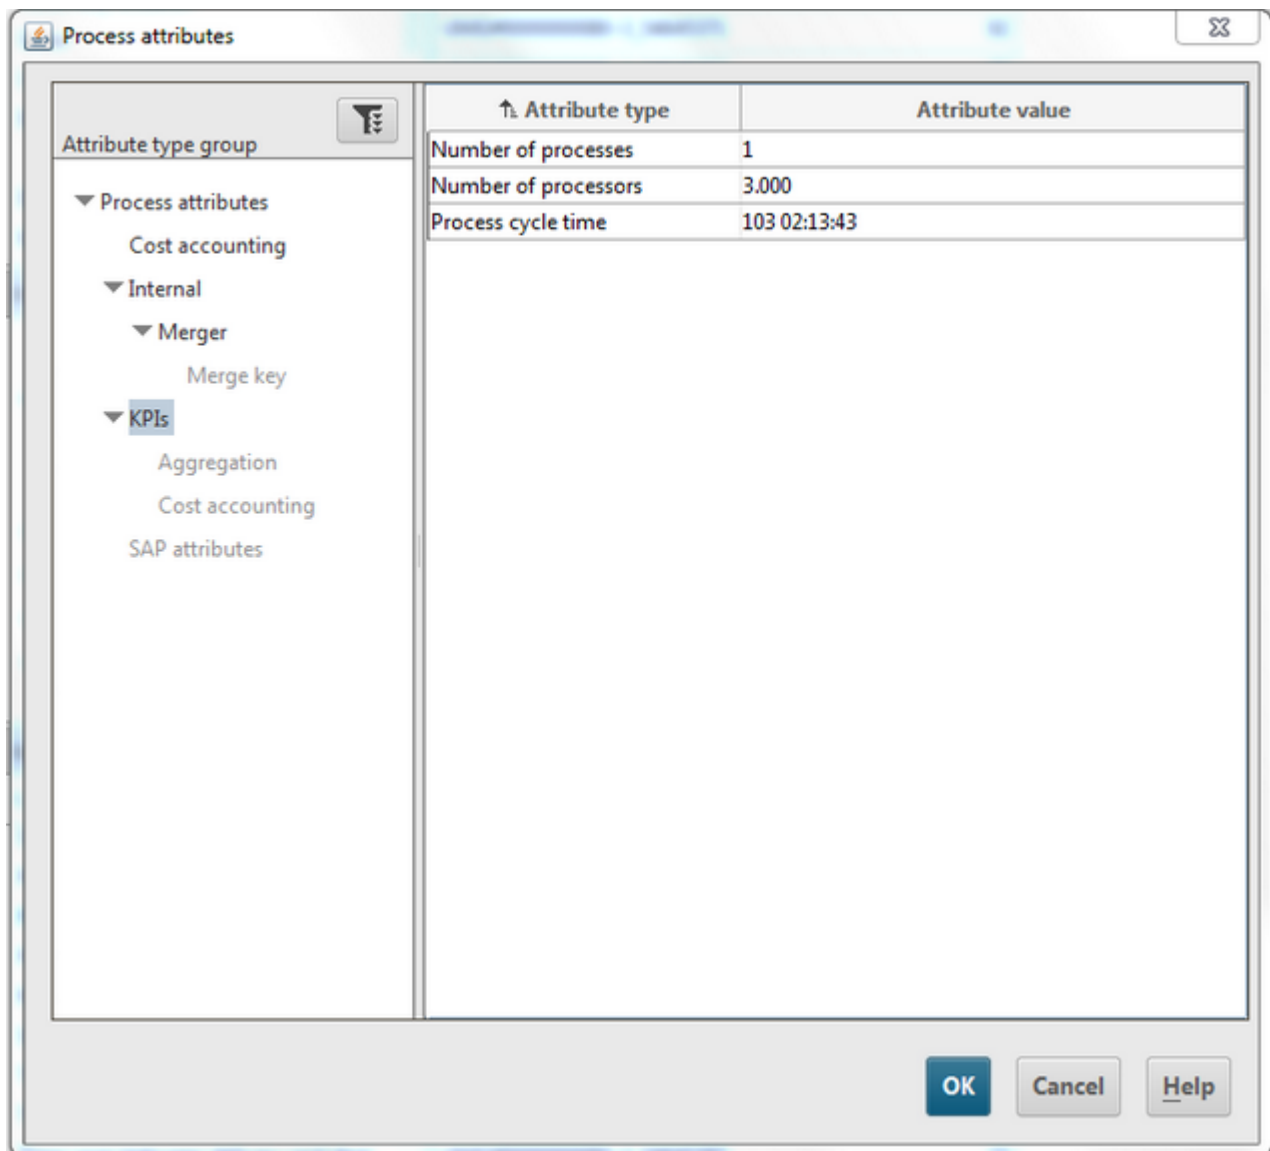 Process attributes
Attribute type group
Process attributes
Cost accounting
Internal
Merger
Merge key
KPIs
Aggregation
Cost accounting
SAP attributes
Attribute type Attribute value
Number of processes 1
Number of processors 3.000
Process cycle time 103 02:13:43
OK Cancel Help